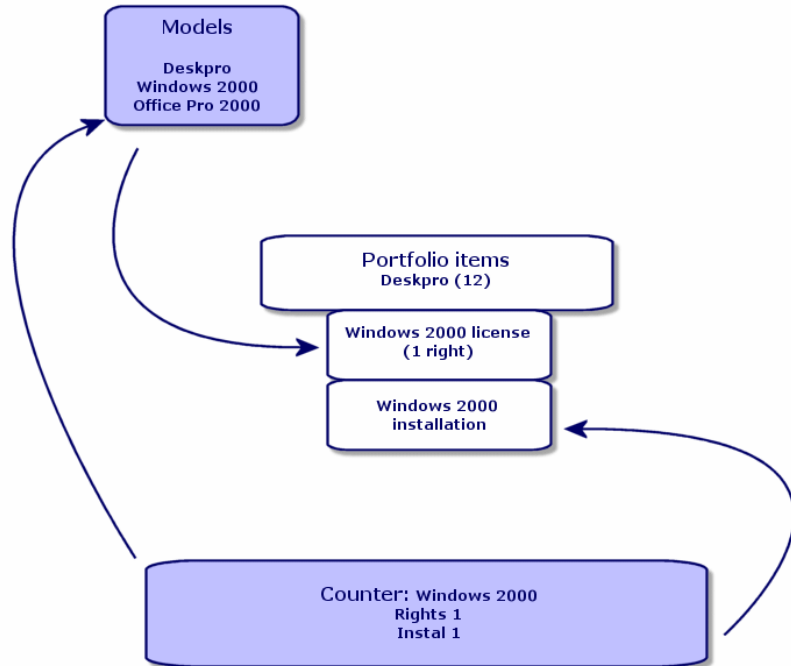 Models
Deskpro
Windows 2000
Office Pro 2000
Portfolio items
Deskpro (12)
Windows 2000 license
(1 right)
Windows 2000
installation
Counter: Windows 2000
Rights 1
Instal 1